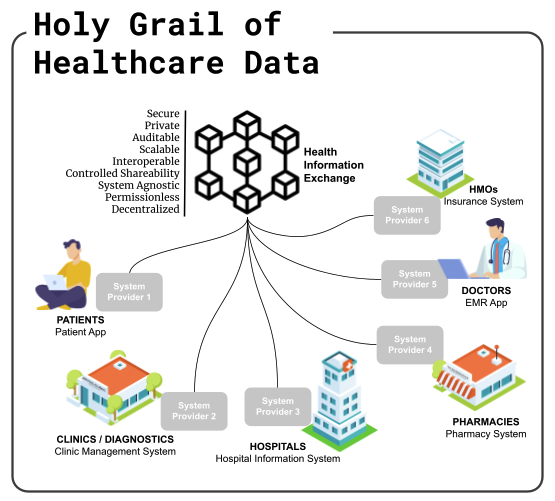 Holy Grail of
Healthcare Data
Secure
Private
Auditable
Scalable
Interoperable
Controlled Shareability
System Agnostic
Permissionless
Decentralized
Health
Information
Exchange
HMOs
Insurance System
System
Provider 6
System
Provider 5
DOCTORS
EMR App
System
Provider 1
PATIENTS
Patient App
System
Provider 4
PHARMACIES
Pharmacy System
System
Provider 2
CLINICS / DIAGNOSTICS
Clinic Management System
System
Provider 3
HOSPITALS
Hospital Information System